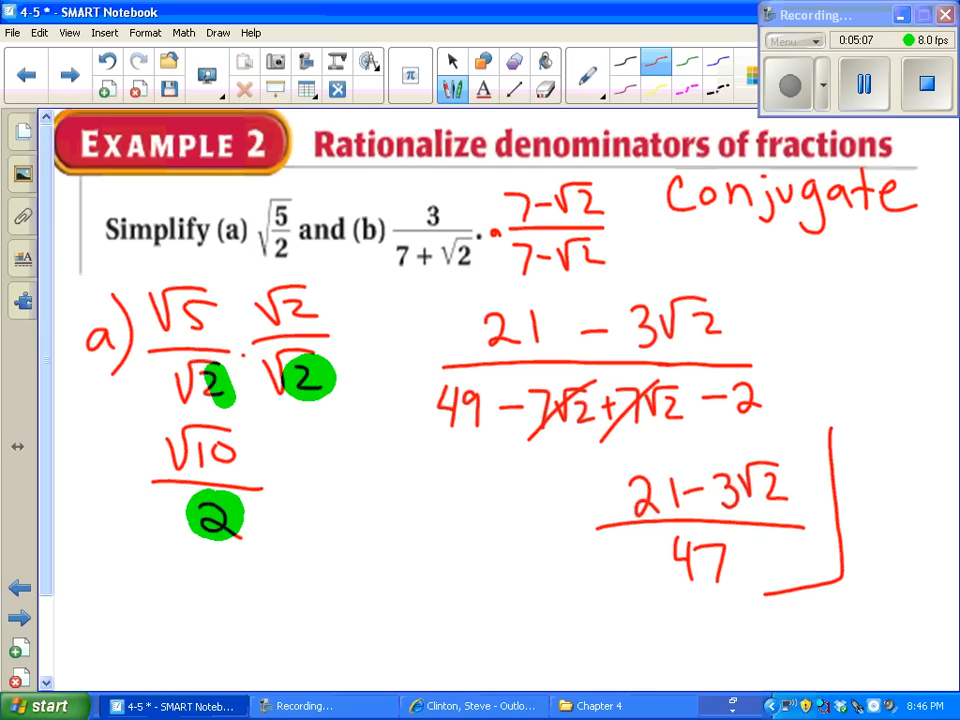 4-5 * - SMART Notebook
File Edit View Insert Format Math Draw Help
Recording...
Menu
0:05:07
8.0 fps
EXAMPLE 2 Rationalize denominators of fractions
Simplify (a) √5/2 and (b) 3/7 + √2 . • 7-√2/7-√2
conjugate
a) √5/√2 · √2/√2
√10/2
21 - 3√2
49 - 7√2 + 7√2 - 2
21-3√2
47
start
4-5 * - SMART Noteb...
Recording...
Clinton, Steve - Outlo...
Chapter 4
8:46 PM